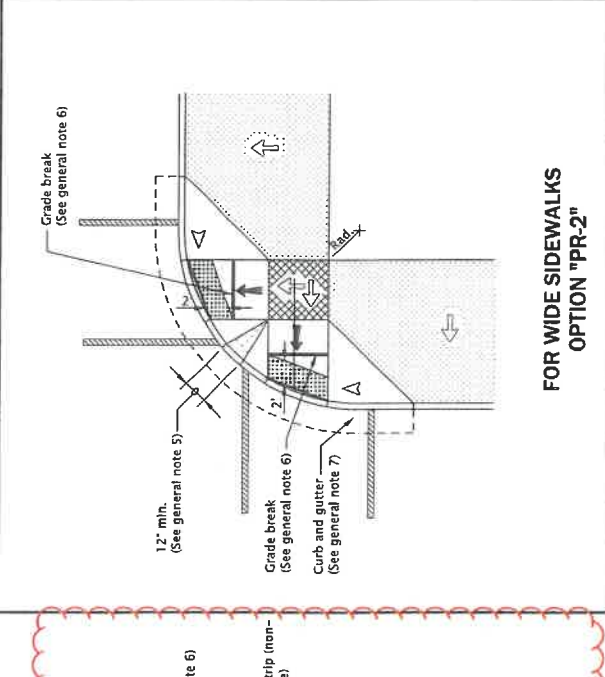 Grade break
(See general note 6)
2'
Rad.
12" min.
(See general note 5)
2'
Grade break
(See general note 6)
Curb and gutter
(See general note 7)
te 6)
trip (non-
e)
FOR WIDE SIDEWALKS
OPTION "PR-2"